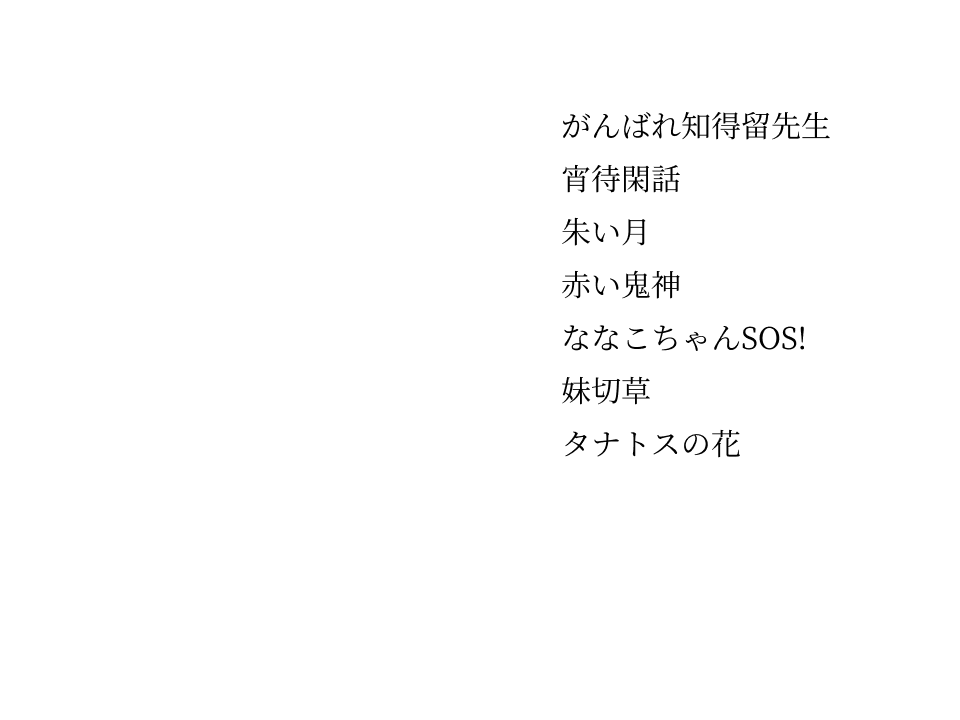 がんばれ知得留先生
宵待閑話
朱い月
赤い鬼神
ななこちゃんSOS!
妹切草
タナトスの花